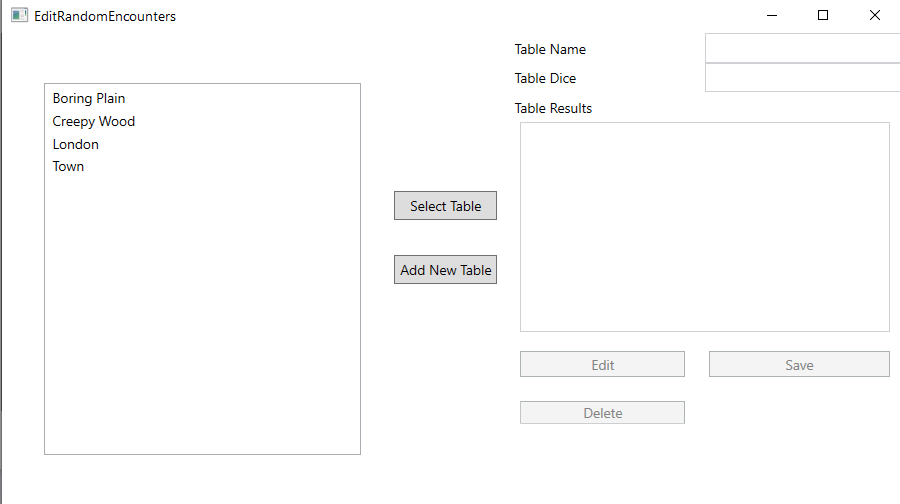 EditRandomEncounters
Boring Plain
Creepy Wood
London
Town
Select Table
Add New Table
Table Name
Table Dice
Table Results
Edit
Save
Delete